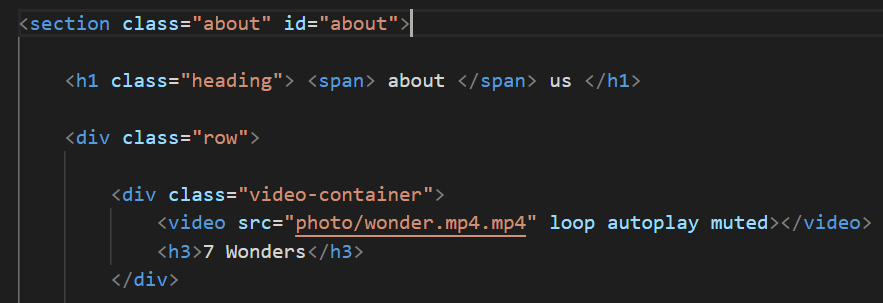 <section class="about" id="about">
<h1 class="heading"> <span> about </span> us </h1>
<div class="row">
<div class="video-container">
<video src="photo/wonder.mp4.mp4" loop autoplay muted></video>
<h3>7 Wonders</h3>
</div>